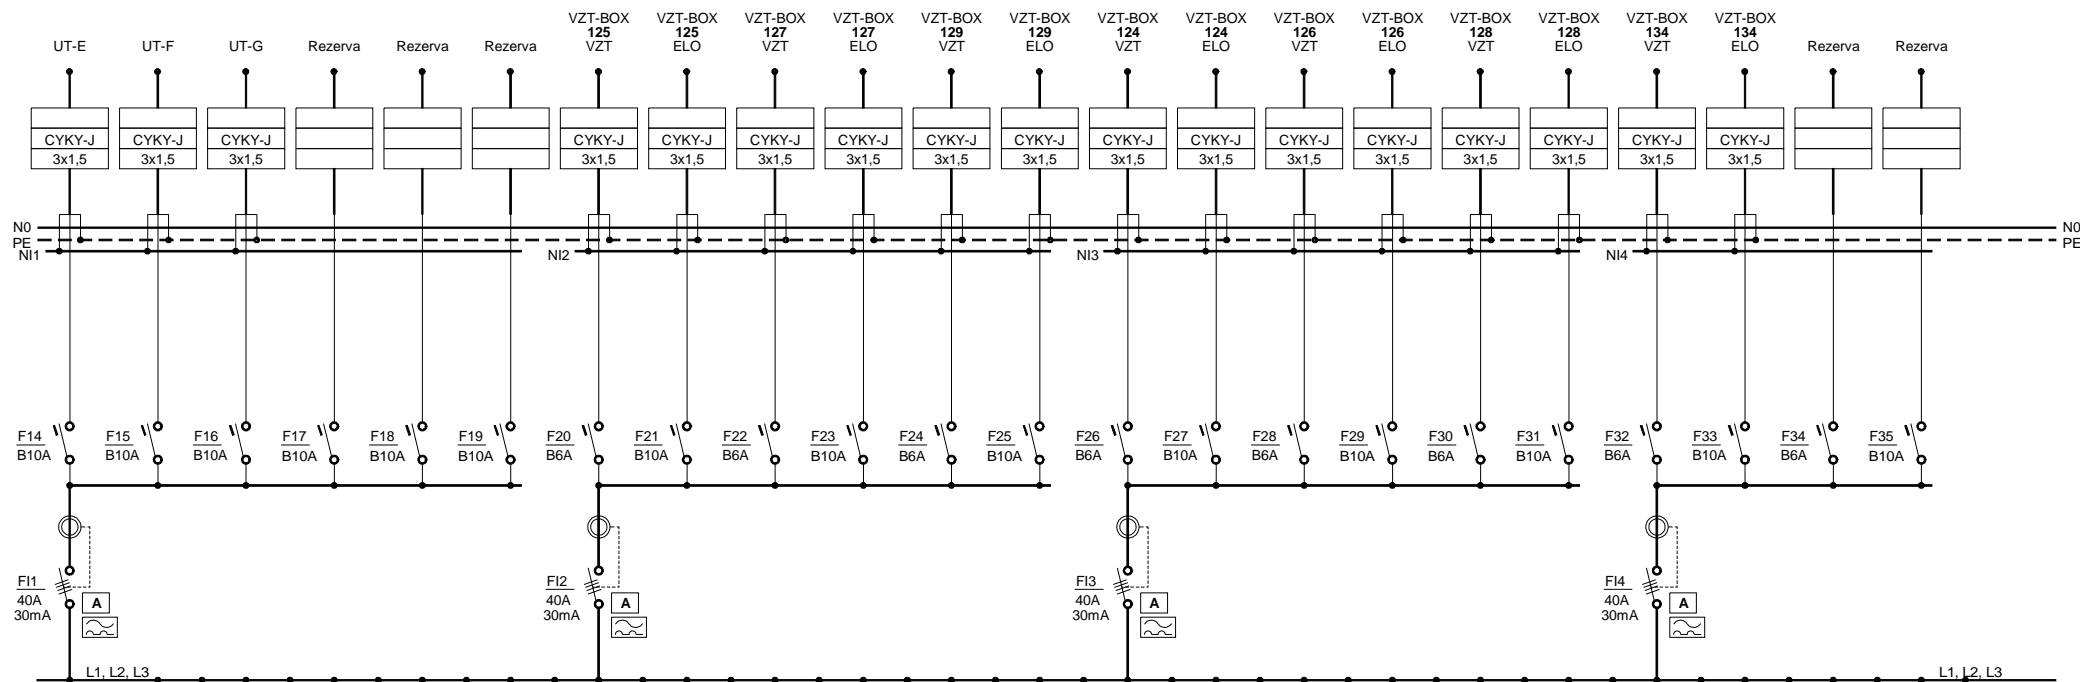 UT-E
UT-F
UT-G
Rezerva
Rezerva
Rezerva
VZT-BOX
125
VZT
VZT-BOX
125
ELO
VZT-BOX
127
VZT
VZT-BOX
127
ELO
VZT-BOX
129
VZT
VZT-BOX
129
ELO
VZT-BOX
124
VZT
VZT-BOX
124
ELO
VZT-BOX
126
VZT
VZT-BOX
126
ELO
VZT-BOX
128
VZT
VZT-BOX
128
ELO
VZT-BOX
134
VZT
VZT-BOX
134
ELO
Rezerva
Rezerva
CYKY-J
3x1,5
CYKY-J
3x1,5
CYKY-J
3x1,5
CYKY-J
3x1,5
CYKY-J
3x1,5
CYKY-J
3x1,5
CYKY-J
3x1,5
CYKY-J
3x1,5
CYKY-J
3x1,5
CYKY-J
3x1,5
CYKY-J
3x1,5
CYKY-J
3x1,5
CYKY-J
3x1,5
CYKY-J
3x1,5
CYKY-J
3x1,5
CYKY-J
3x1,5
CYKY-J
3x1,5
N0
PE
NI1
NI2
NI3
NI4
N0
PE
F14
B10A
F15
B10A
F16
B10A
F17
B10A
F18
B10A
F19
B10A
F20
B6A
F21
B10A
F22
B6A
F23
B10A
F24
B6A
F25
B10A
F26
B6A
F27
B10A
F28
B6A
F29
B10A
F30
B6A
F31
B10A
F32
B6A
F33
B10A
F34
B6A
F35
B10A
FI1
40A
30mA
A
FI2
40A
30mA
A
FI3
40A
30mA
A
FI4
40A
30mA
A
L1, L2, L3
L1, L2, L3